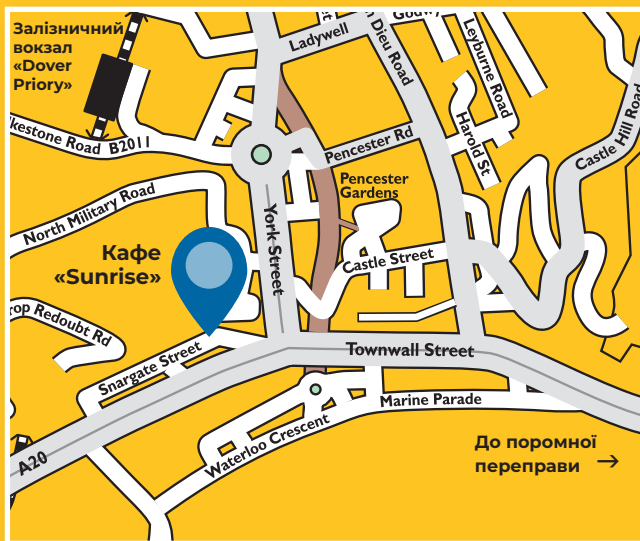 Залізничний
вокзал
«Dover
Priory»
Ladywell
Dieu Road
Leyburne Road
Castle Hill Road
Road B2011
Pencester Rd
Harold St
Pencester
Gardens
North Military Road
York Street
Кафе
«Sunrise»
Castle Street
Redoubt Rd
Snargate Street
Townwall Street
Marine Parade
Waterloo Crescent
A20
До поромної
переправи →